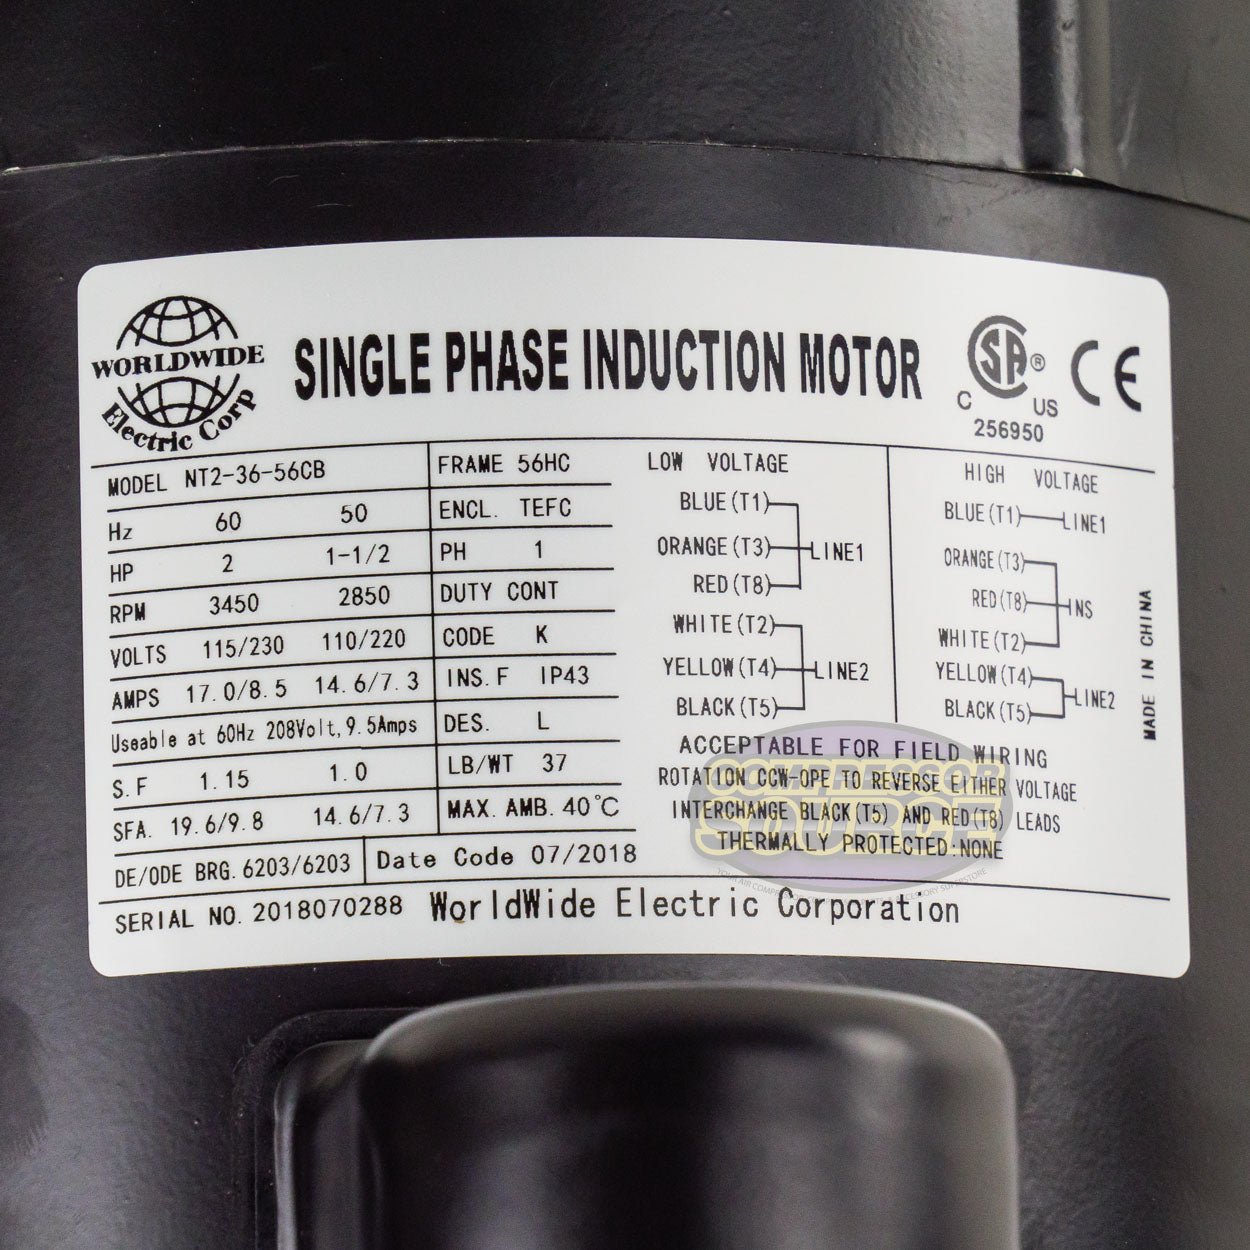 WORLDWIDE
Electric Corp
SINGLE PHASE INDUCTION MOTOR
SA ®
C US
256950
CE
MODEL NT2-36-56CB
Hz 60 50
HP 2 1-1/2
RPM 3450 2850
VOLTS 115/230 110/220
AMPS 17.0/8.5 14.6/7.3
Useable at 60Hz 208Volt,9.5Amps
S.F 1.15 1.0
SFA. 19.6/9.8 14.6/7.3
DE/ODE BRG. 6203/6203
FRAME 56HC
ENCL. TEFC
PH 1
DUTY CONT
CODE K
INS.F IP43
DES. L
LB/WT 37
MAX. AMB. 40°C
Date Code 07/2018
LOW VOLTAGE
BLUE(T1)
ORANGE(T3) LINE1
RED(T8)
WHITE(T2)
YELLOW(T4) LINE2
BLACK(T5)
HIGH VOLTAGE
BLUE(T1) LINE1
ORANGE(T3)
RED(T8) INS
WHITE(T2)
YELLOW(T4)
LINE2
BLACK(T5)
MADE IN CHINA
ACCEPTABLE FOR FIELD WIRING
ROTATION CCW-OPE TO REVERSE EITHER VOLTAGE
INTERCHANGE BLACK(T5) AND RED(T8) LEADS
THERMALLY PROTECTED:NONE
COMPRESSOR
SOURCE
SERIAL NO. 2018070288
WorldWide Electric Corporation